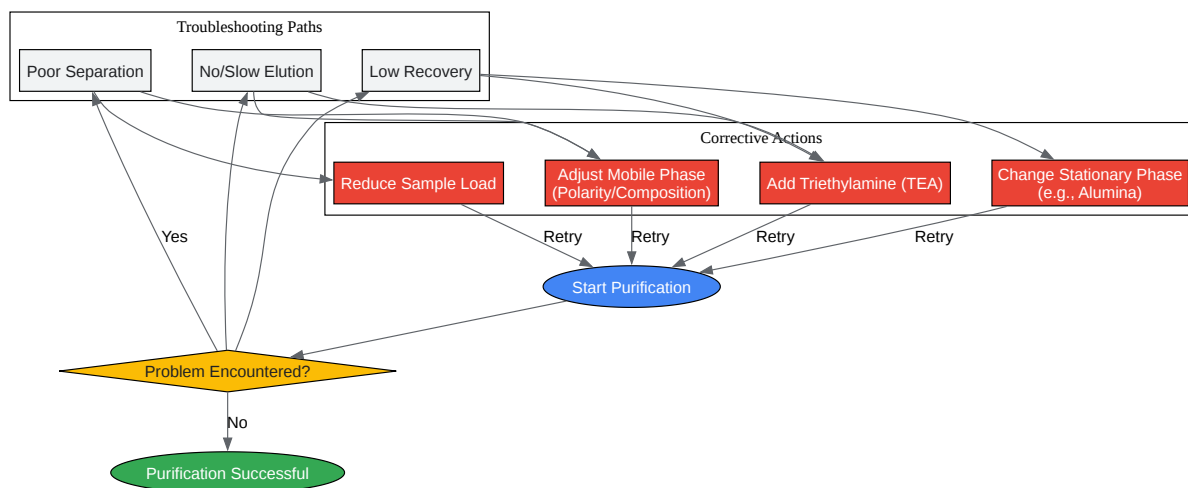 Troubleshooting Paths
Poor Separation
No/Slow Elution
Low Recovery
Corrective Actions
Reduce Sample Load
Adjust Mobile Phase
(Polarity/Composition)
Add Triethylamine (TEA)
Change Stationary Phase
(e.g., Alumina)
Yes
Retry
Retry
Retry
Retry
Start Purification
Problem Encountered?
No
Purification Successful